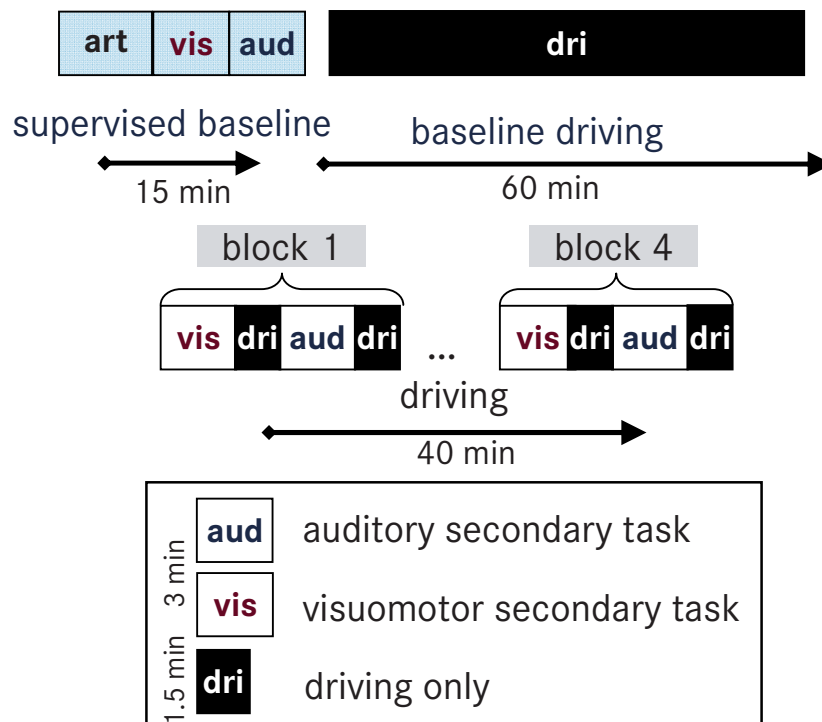 art vis aud dri
supervised baseline baseline driving
15 min 60 min
block 1 block 4
vis dri aud dri ... vis dri aud dri
driving
40 min
aud auditory secondary task
3 min
vis visuomotor secondary task
1.5 min
dri driving only